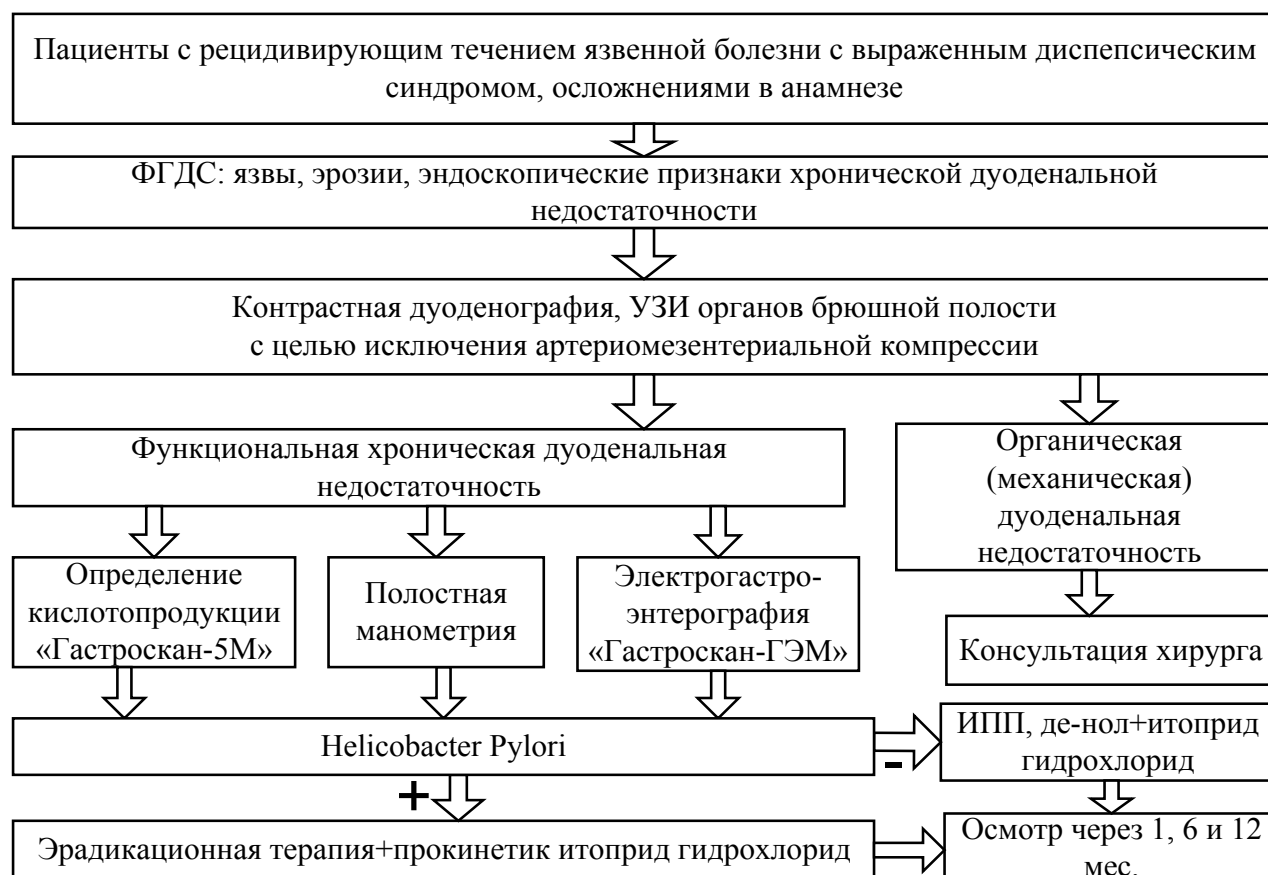 Пациенты с рецидивирующим течением язвенной болезни с выраженным диспепсическим
синдромом, осложнениями в анамнезе
ФГДС: язвы, эрозии, эндоскопические признаки хронической дуоденальной
недостаточности
Контрастная дуоденография, УЗИ органов брюшной полости
с целью исключения артериомезентериальной компрессии
Функциональная хроническая дуоденальная
недостаточность
Органическая
(механическая)
дуоденальная
недостаточность
Определение
кислотопродукции
«Гастроскан-5М»
Полостная
манометрия
Электрогастро-
энтерография
«Гастроскан-ГЭМ»
Консультация хирурга
Helicobacter Pylori
-
ИПП, де-нол+итоприд
гидрохлорид
+
Эрадикационная терапия+прокинетик итоприд гидрохлорид
Осмотр через 1, 6 и 12
мес.